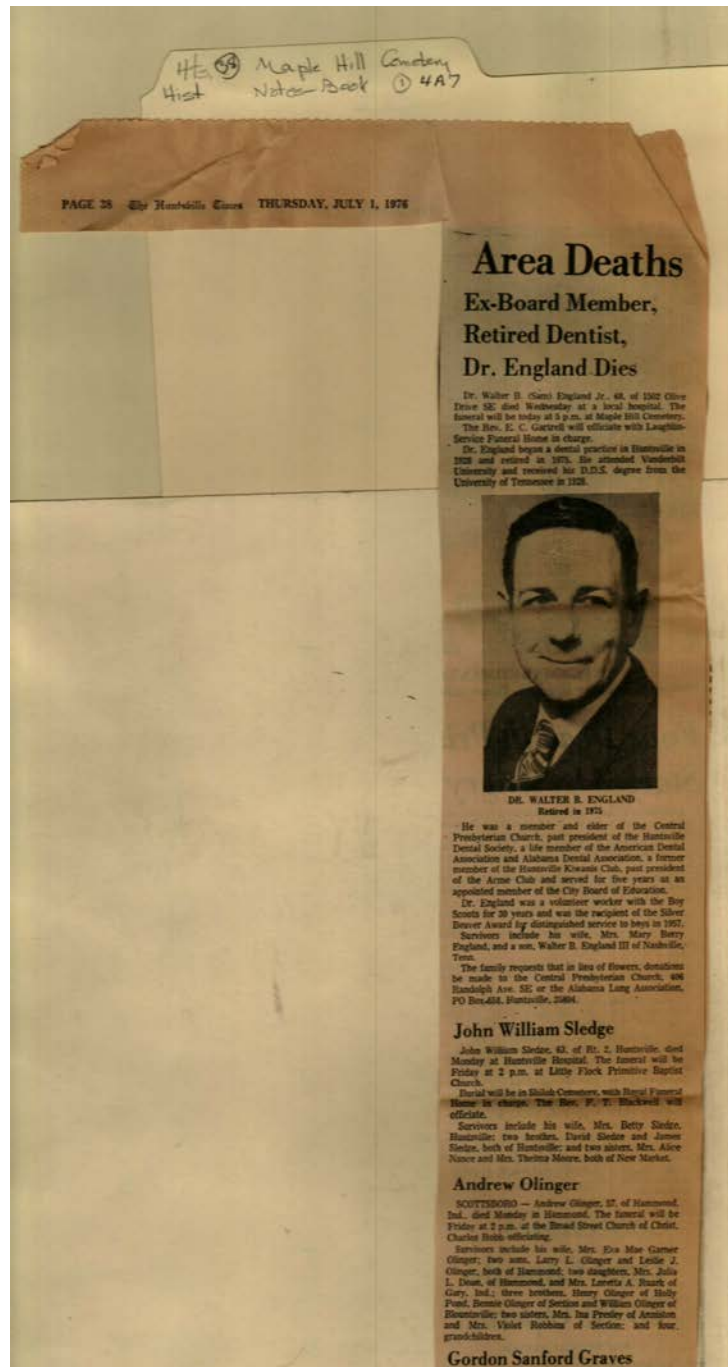 Hist Maple Hill Cemetery
Notes-Book ① 4A7
PAGE 38 The Huntsville Times THURSDAY, JULY 1, 1976
Area Deaths
Ex-Board Member,
Retired Dentist,
Dr. England Dies
Dr. Walter B. (Sam) England Jr., of 1502 Olive
Drive SE died Wednesday at a local hospital. The
funeral will be today at 5 p.m. at Maple Hill Cemetery.
The Rev. E. C. Gartrell will officiate with Laughlin-
Service Funeral Home in charge.
Dr. England began a dental practice in Huntsville in
1928 and retired in 1975. He attended Vanderbilt
University and received his D.D.S. degree from the
University of Tennessee in 1928.
DR. WALTER B. ENGLAND
Retired in 1975
He was a member and elder of the Central
Presbyterian Church, past president of the Huntsville
Dental Society, a life member of the American Dental
Association and Alabama Dental Association, a former
member of the Huntsville Kiwanis Club, past president
of the Acme Club and served for five years as an
appointed member of the City Board of Education.
Dr. England was a volunteer worker with the Boy
Scouts for 30 years and was the recipient of the Silver
Beaver Award for distinguished service to boys in 1957.
Survivors include his wife, Mrs. Mary Berry
England, and a son, Walter B. England III of Nashville,
Tenn.
The family requests that in lieu of flowers, donations
be made to the Central Presbyterian Church, 406
Randolph Ave. SE or the Alabama Lung Association,
PO Box Huntsville,
John William Sledge
John William Sledge, 63, of Rt. 2, Huntsville, died
Monday at Huntsville Hospital. The funeral will be
Friday at 2 p.m. at Little Flock Primitive Baptist
Church.
Burial will be in Shiloh Cemetery, with Royal Funeral
Home in charge. The Rev. F. T. Blackwell will
officiate.
Survivors include his wife, Mrs. Betty Sledge,
Huntsville; two brothes, David Sledge and James
Sledge, both of Huntsville; and two sisters, Mrs. Alice
Nance and Mrs. Thelma Moore, both of New Market.
Andrew Olinger
SCOTTSBORO — Andrew Olinger, 57, of Hammond,
Ind., died Monday in Hammond. The funeral will be
Friday at 2 p.m. at the Broad Street Church of Christ,
Charles Robb officiating.
Survivors include his wife, Mrs. Eva Mae Garner
Olinger; two sons, Larry L. Olinger and Leslie J.
Olinger, both of Hammond; two daughters, Mrs. Julia
L. Dean, of Hammond, and Mrs. Loretta A. Ruark of
Gary, Ind.; three brothers, Henry Olinger of Holly
Pond, Bennie Olinger of Section and William Olinger of
Blountsville; two sisters, Mrs. Ina Presley of Anniston
and Mrs. Violet Robbins of Section; and four
grandchildren.
Gordon Sanford Graves